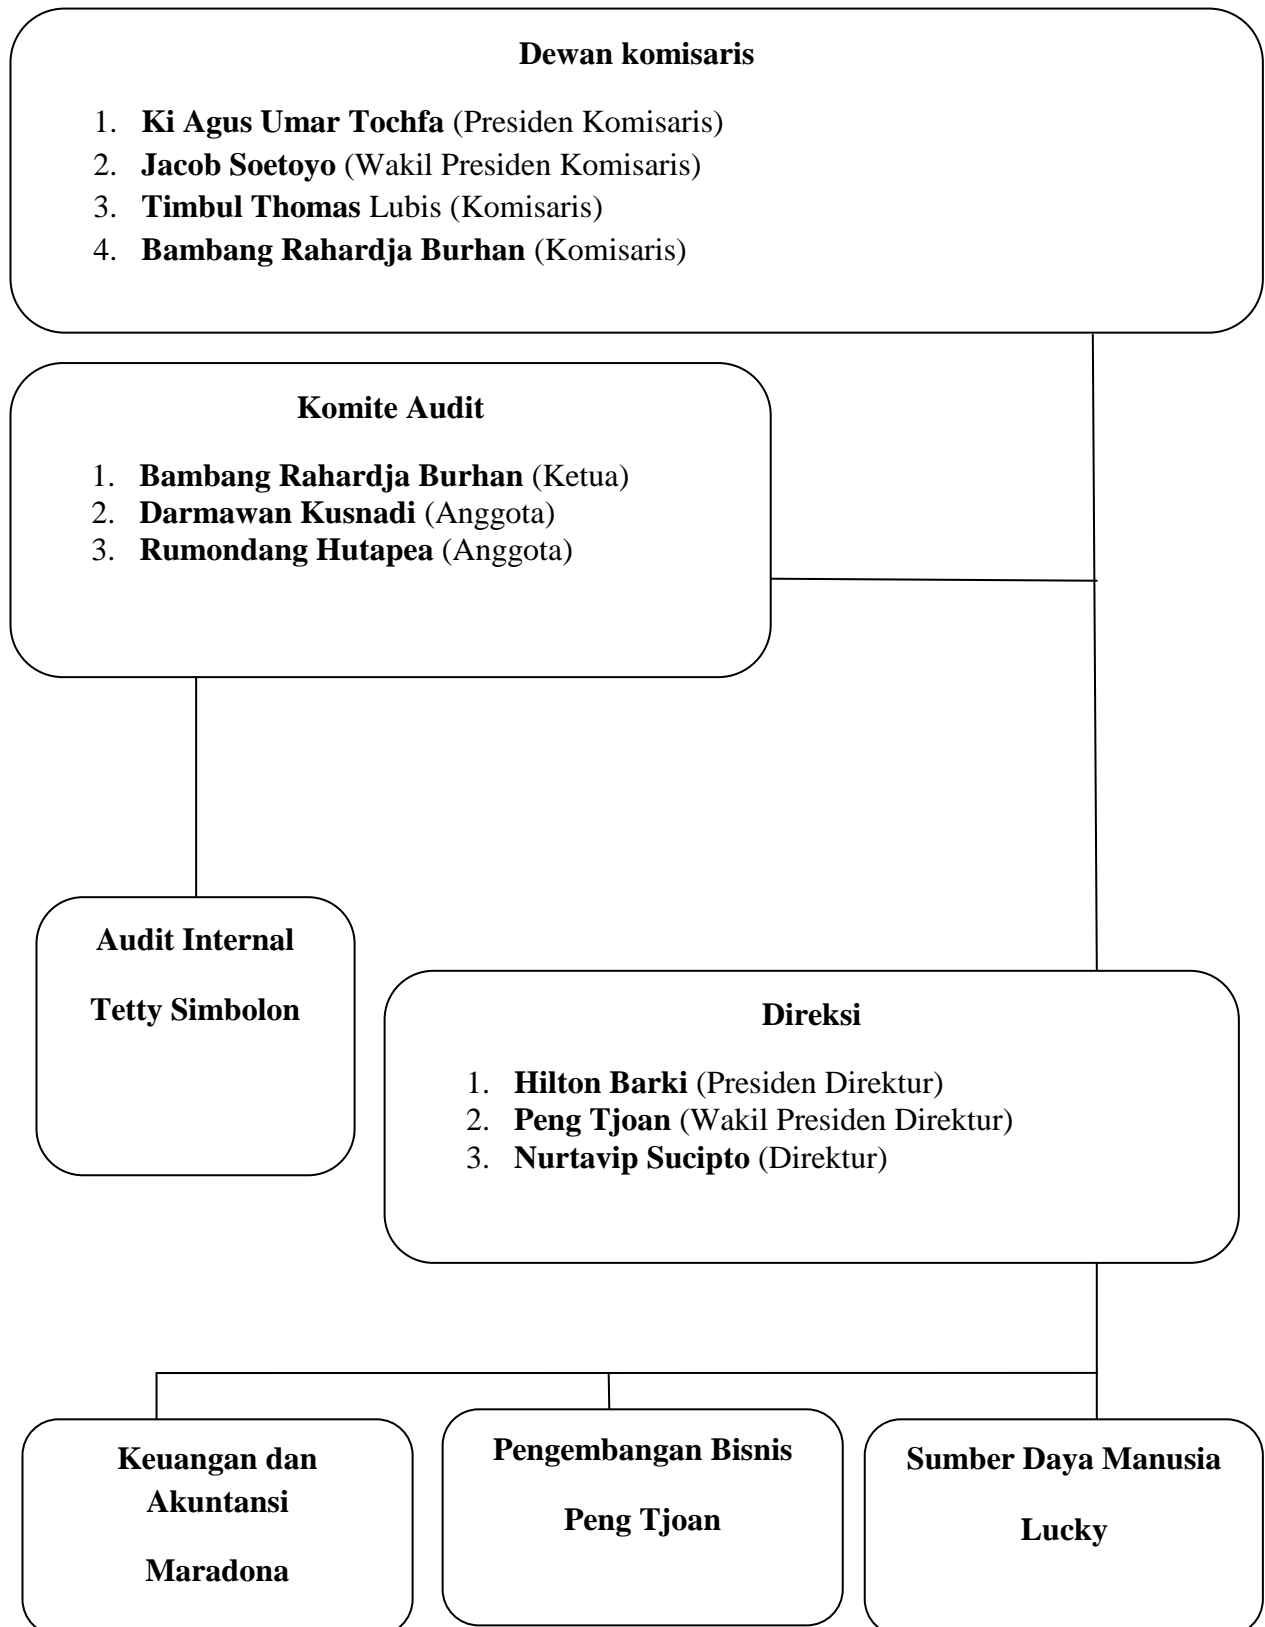 Dewan komisaris
1. Ki Agus Umar Tochfa (Presiden Komisaris)
2. Jacob Soetoyo (Wakil Presiden Komisaris)
3. Timbul Thomas Lubis (Komisaris)
4. Bambang Rahardja Burhan (Komisaris)
Komite Audit
1. Bambang Rahardja Burhan (Ketua)
2. Darmawan Kusnadi (Anggota)
3. Rumondang Hutapea (Anggota)
Audit Internal
Tetty Simbolon
Direksi
1. Hilton Barki (Presiden Direktur)
2. Peng Tjoan (Wakil Presiden Direktur)
3. Nurtavip Sucipto (Direktur)
Keuangan dan
Akuntansi
Maradona
Pengembangan Bisnis
Peng Tjoan
Sumber Daya Manusia
Lucky